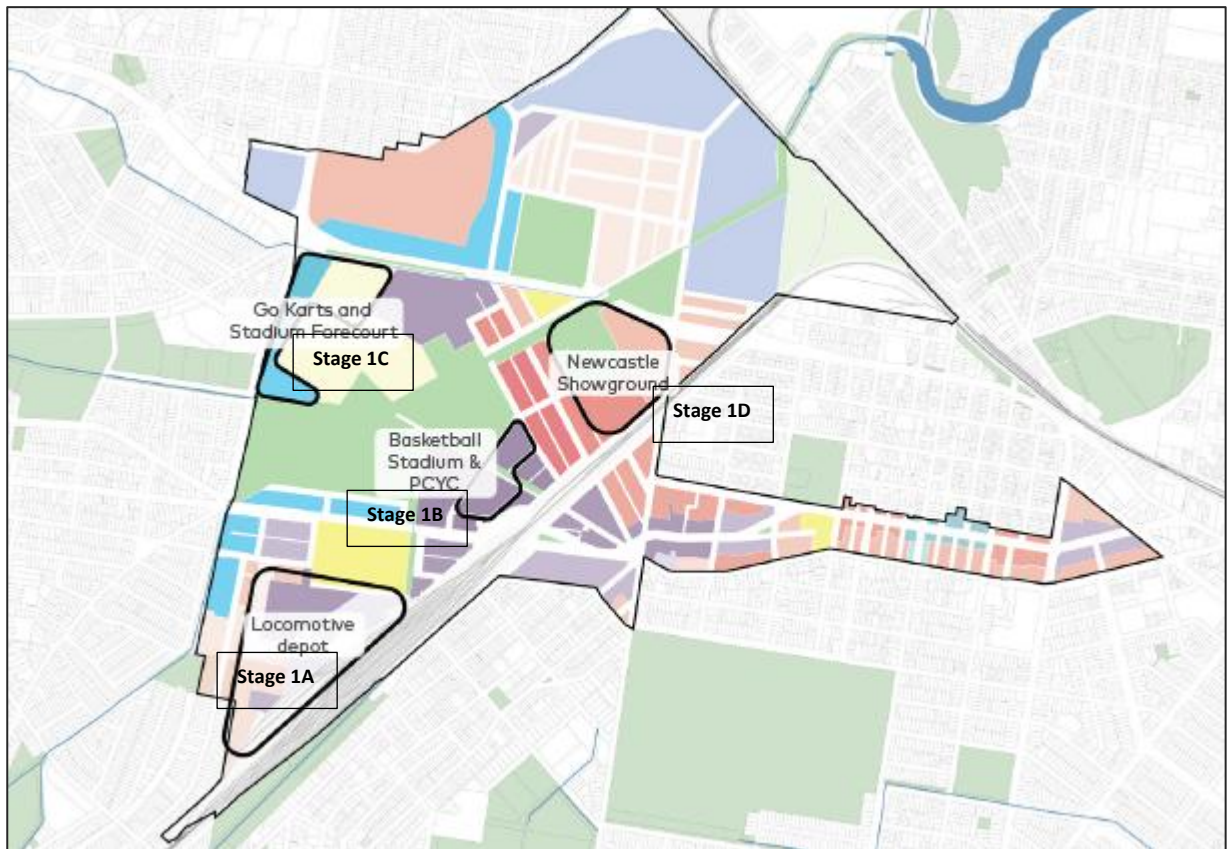 Go Karts and
Stadium Forecourt
Stage 1C
Newcastle
Showground
Stage 1D
Basketball
Stadium &
PCYC
Stage 1B
Locomotive
depot
Stage 1A